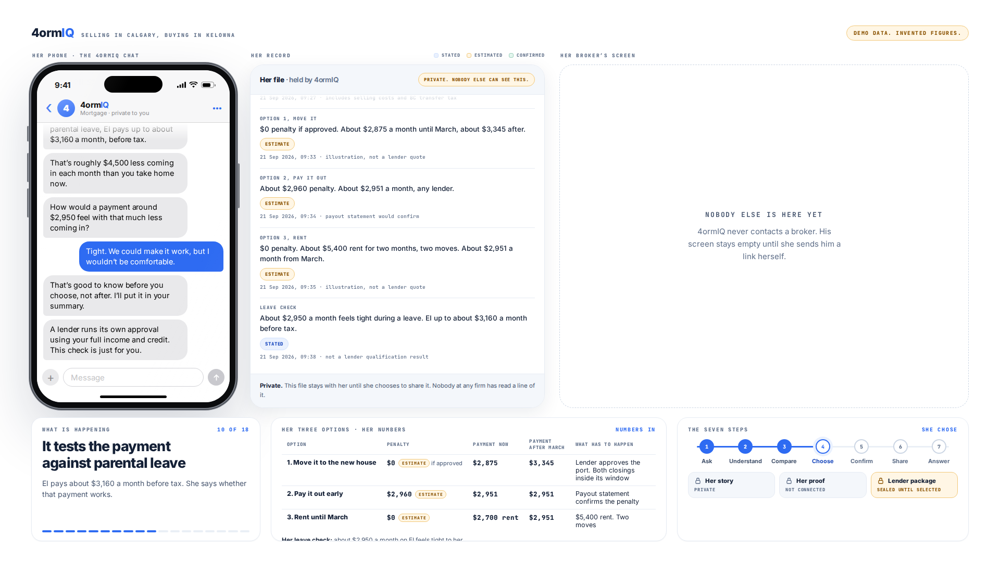 4ormIQ SELLING IN CALGARY, BUYING IN KELOWNA
DEMO DATA. INVENTED FIGURES.
HER PHONE · THE 4ORMIQ CHAT
9:41
4
4ormIQ
Mortgage · private to you
parental leave, EI pays up to about
$3,160 a month, before tax.
That's roughly $4,500 less coming
in each month than you take home
now.
How would a payment around
$2,950 feel with that much less
coming in?
Tight. We could make it work, but I
wouldn't be comfortable.
That's good to know before you
choose, not after. I'll put it in your
summary.
A lender runs its own approval
using your full income and credit.
This check is just for you.
Message
HER RECORD
STATED
ESTIMATED
CONFIRMED
Her file · held by 4ormIQ
PRIVATE. NOBODY ELSE CAN SEE THIS.
21 Sep 2026, 09:27 · includes selling costs and BC transfer tax
OPTION 1, MOVE IT
$0 penalty if approved. About $2,875 a month until March, about $3,345 after.
ESTIMATE
21 Sep 2026, 09:33 · illustration, not a lender quote
OPTION 2, PAY IT OUT
About $2,960 penalty. About $2,951 a month, any lender.
ESTIMATE
21 Sep 2026, 09:34 · payout statement would confirm
OPTION 3, RENT
$0 penalty. About $5,400 rent for two months, two moves. About $2,951 a
month from March.
ESTIMATE
21 Sep 2026, 09:35 · illustration, not a lender quote
LEAVE CHECK
About $2,950 a month feels tight during a leave. EI up to about $3,160 a month
before tax.
STATED
21 Sep 2026, 09:38 · not a lender qualification result
Private. This file stays with her until she chooses to share it. Nobody at any firm has read a line of
it.
HER BROKER'S SCREEN
NOBODY ELSE IS HERE YET
4ormIQ never contacts a broker. His
screen stays empty until she sends him a
link herself.
WHAT IS HAPPENING
10 OF 18
It tests the payment
against parental leave
EI pays about $3,160 a month before tax. She says whether
that payment works.
HER THREE OPTIONS · HER NUMBERS
NUMBERS IN
OPTION
PENALTY
PAYMENT NOW
PAYMENT
AFTER MARCH
WHAT HAS TO HAPPEN
1. Move it to the new house
$0 ESTIMATE if approved
$2,875
$3,345
Lender approves the
port. Both closings
inside its window
2. Pay it out early
$2,960 ESTIMATE
$2,951
$2,951
Payout statement
confirms the penalty
3. Rent until March
$0 ESTIMATE
$2,700 rent
$2,951
$5,400 rent. Two
moves
Her leave check: about $2,950 a month on EI feels tight to her
THE SEVEN STEPS
SHE CHOSE
1
2
3
4
5
6
7
Ask
Understand
Compare
Choose
Confirm
Share
Answer
Her story
PRIVATE
Her proof
NOT CONNECTED
Lender package
SEALED UNTIL SELECTED